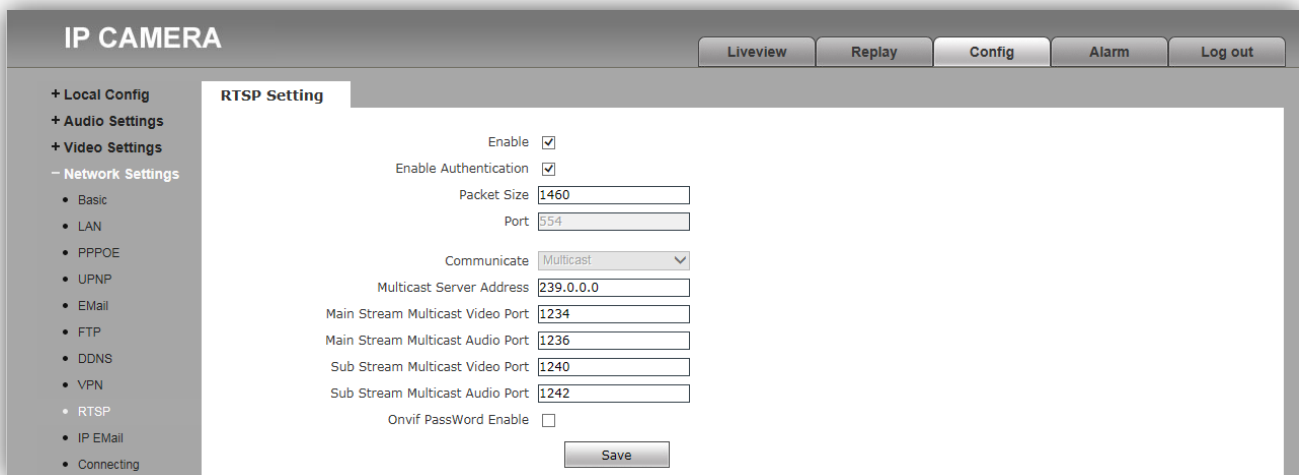 IP CAMERA
Liveview
Replay
Config
Alarm
Log out
+ Local Config
+ Audio Settings
+ Video Settings
− Network Settings
• Basic
• LAN
• PPPOE
• UPNP
• EMail
• FTP
• DDNS
• VPN
• RTSP
• IP EMail
• Connecting
RTSP Setting
Enable
Enable Authentication
Packet Size 1460
Port 554
Communicate Multicast
Multicast Server Address 239.0.0.0
Main Stream Multicast Video Port 1234
Main Stream Multicast Audio Port 1236
Sub Stream Multicast Video Port 1240
Sub Stream Multicast Audio Port 1242
Onvif PassWord Enable
Save